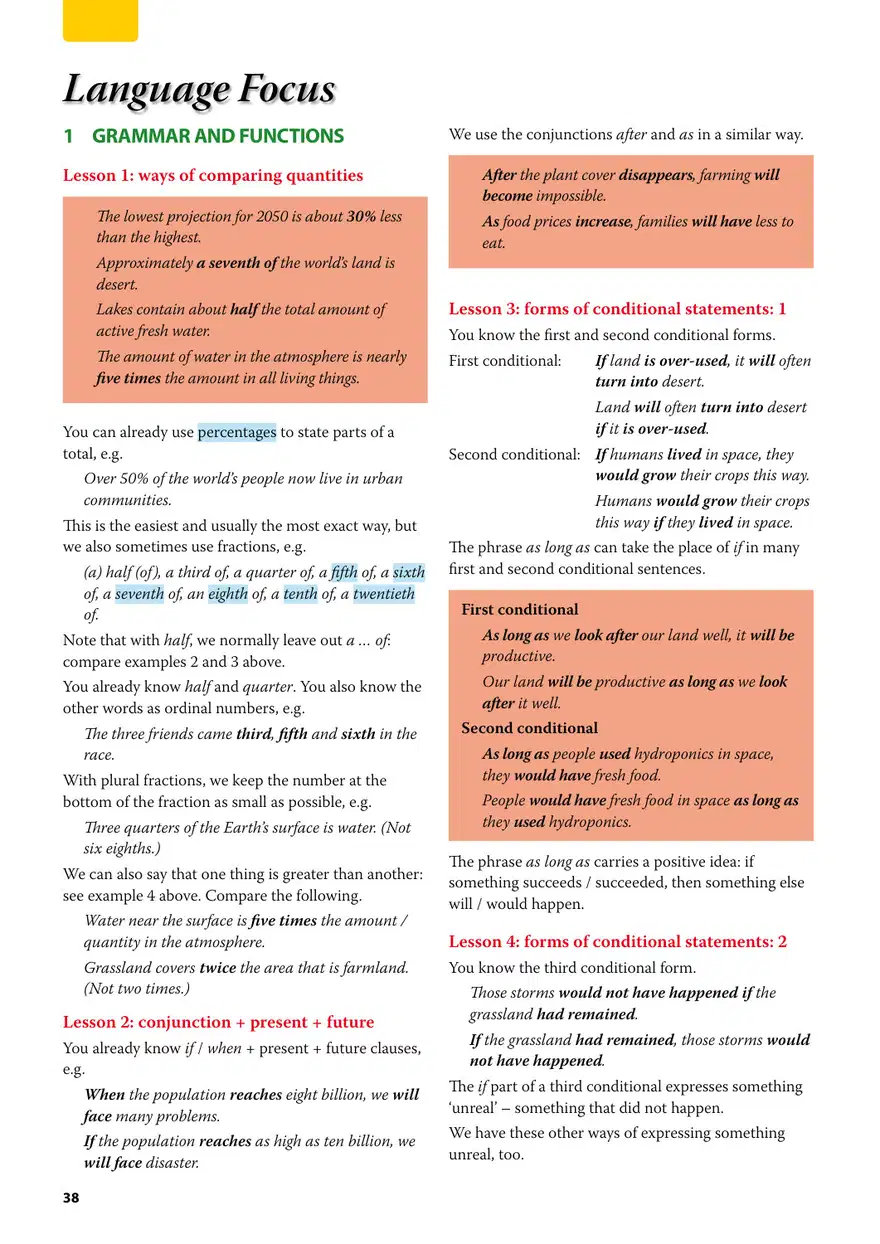 Language Focus
1 GRAMMAR AND FUNCTIONS
Lesson 1: ways of comparing quantities
The lowest projection for 2050 is about 30% less
than the highest.
Approximately a seventh of the world's land is
desert.
Lakes contain about half the total amount of
active fresh water.
The amount of water in the atmosphere is nearly
five times the amount in all living things.
You can already use percentages to state parts of a
total, e.g.
Over 50% of the world's people now live in urban
communities.
This is the easiest and usually the most exact way, but
we also sometimes use fractions, e.g.
(a) half (of), a third of, a quarter of, a fifth of, a sixth
of, a seventh of, an eighth of, a tenth of, a twentieth
of.
Note that with half, we normally leave out a … of:
compare examples 2 and 3 above.
You already know half and quarter. You also know the
other words as ordinal numbers, e.g.
The three friends came third, fifth and sixth in the
race.
With plural fractions, we keep the number at the
bottom of the fraction as small as possible, e.g.
Three quarters of the Earth's surface is water. (Not
six eighths.)
We can also say that one thing is greater than another:
see example 4 above. Compare the following.
Water near the surface is five times the amount /
quantity in the atmosphere.
Grassland covers twice the area that is farmland.
(Not two times.)
Lesson 2: conjunction + present + future
You already know if / when + present + future clauses,
e.g.
When the population reaches eight billion, we will
face many problems.
If the population reaches as high as ten billion, we
will face disaster.
38
We use the conjunctions after and as in a similar way.
After the plant cover disappears, farming will
become impossible.
As food prices increase, families will have less to
eat.
Lesson 3: forms of conditional statements: 1
You know the first and second conditional forms.
First conditional: If land is over-used, it will often
turn into desert.
Land will often turn into desert
if it is over-used.
Second conditional: If humans lived in space, they
would grow their crops this way.
Humans would grow their crops
this way if they lived in space.
The phrase as long as can take the place of if in many
first and second conditional sentences.
First conditional
As long as we look after our land well, it will be
productive.
Our land will be productive as long as we look
after it well.
Second conditional
As long as people used hydroponics in space,
they would have fresh food.
People would have fresh food in space as long as
they used hydroponics.
The phrase as long as carries a positive idea: if
something succeeds / succeeded, then something else
will / would happen.
Lesson 4: forms of conditional statements: 2
You know the third conditional form.
Those storms would not have happened if the
grassland had remained.
If the grassland had remained, those storms would
not have happened.
The if part of a third conditional expresses something
'unreal' – something that did not happen.
We have these other ways of expressing something
unreal, too.